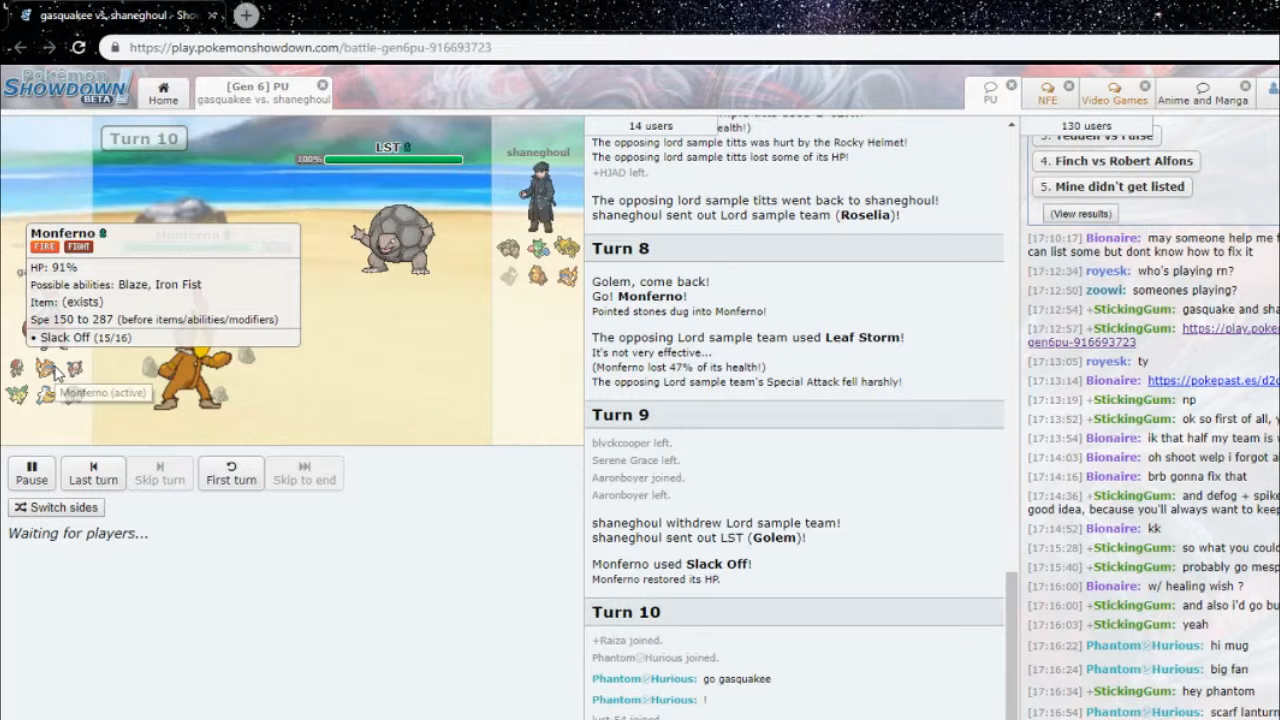 gasquakee vs. shaneghoul - Sho
https://play.pokemonshowdown.com/battle-gen6pu-916693723
Pokémon
SHOWDOWN!
BETA
Home
[Gen 6] PU
gasquakee vs. shaneghoul
PU
NFE
Video Games
Anime and Manga
Turn 10
LST
100%
shaneghoul
Monferno
FIRE FIGHT
HP: 91%
Possible abilities: Blaze, Iron Fist
Item: (exists)
Spe 150 to 287 (before items/abilities/modifiers)
• Slack Off (15/16)
Monferno (active)
Pause
Last turn
Skip turn
First turn
Skip to end
Switch sides
Waiting for players...
14 users
ealth!)
The opposing lord sample titts was hurt by the Rocky Helmet!
The opposing lord sample titts lost some of its HP!
+HJAD left.
The opposing lord sample titts went back to shaneghoul!
shaneghoul sent out Lord sample team (Roselia)!
Turn 8
Golem, come back!
Go! Monferno!
Pointed stones dug into Monferno!
The opposing Lord sample team used Leaf Storm!
It's not very effective...
(Monferno lost 47% of its health!)
The opposing Lord sample team's Special Attack fell harshly!
Turn 9
blvckcooper left.
Serene Grace left.
Aaronboyer joined.
Aaronboyer left.
shaneghoul withdrew Lord sample team!
shaneghoul sent out LST (Golem)!
Monferno used Slack Off!
Monferno restored its HP.
Turn 10
+Raiza joined.
Phantom Hurious joined.
Phantom Hurious: go gasquakee
Phantom Hurious: !
130 users
4. Finch vs Robert Alfons
5. Mine didn't get listed
(View results)
[17:10:17] Bionaire: may someone help me f
can list some but dont know how to fix it
[17:12:34] royesk: who's playing rn?
[17:12:50] zoowi: someones playing?
[17:12:54] +StickingGum: gasquake and sha
[17:12:57] +StickingGum: https://play.poke
gen6pu-916693723
[17:13:05] royesk: ty
[17:13:14] Bionaire: https://pokepast.es/d2c
[17:13:19] +StickingGum: np
[17:13:52] +StickingGum: ok so first of all, y
[17:13:54] Bionaire: ik that half my team is
[17:14:03] Bionaire: oh shoot welp i forgot a
[17:14:16] Bionaire: brb gonna fix that
[17:14:36] +StickingGum: and defog + spike
good idea, because you'll always want to keep
[17:14:52] Bionaire: kk
[17:15:28] +StickingGum: so what you coul
[17:15:40] +StickingGum: probably go mesp
[17:16:00] Bionaire: w/ healing wish ?
[17:16:00] +StickingGum: and also i'd go bu
[17:16:03] +StickingGum: yeah
[17:16:22] Phantom Hurious: hi mug
[17:16:24] Phantom Hurious: big fan
[17:16:34] +StickingGum: hey phantom
[17:16:54] Phantom Hurious: scarf lanturn